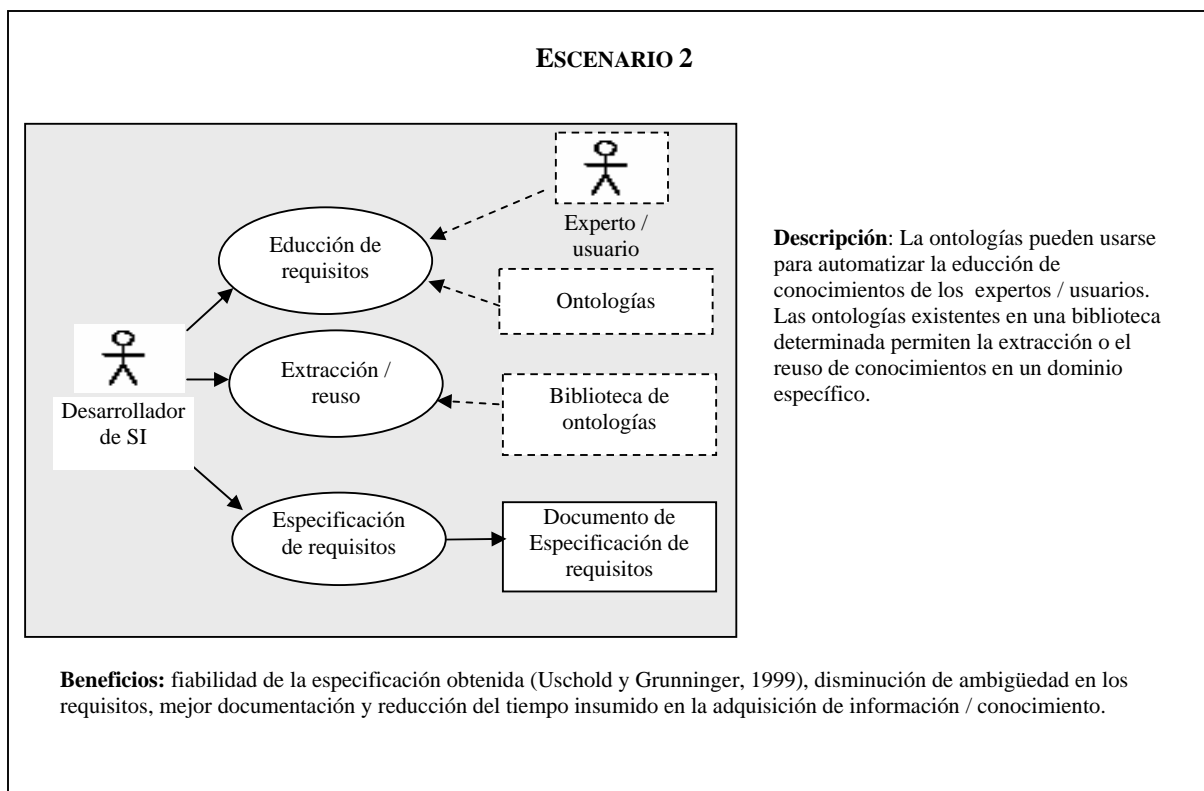 ESCENARIO 2
Experto /
usuario
Educción de
requisitos
Ontologías
Desarrollador
de SI
Extracción /
reuso
Biblioteca de
ontologías
Especificación
de requisitos
Documento de
Especificación de
requisitos
Descripción: La ontologías pueden usarse
para automatizar la educción de
conocimientos de los expertos / usuarios.
Las ontologías existentes en una biblioteca
determinada permiten la extracción o el
reuso de conocimientos en un dominio
específico.
Beneficios: fiabilidad de la especificación obtenida (Uschold y Grunninger, 1999), disminución de ambigüedad en los
requisitos, mejor documentación y reducción del tiempo insumido en la adquisición de información / conocimiento.